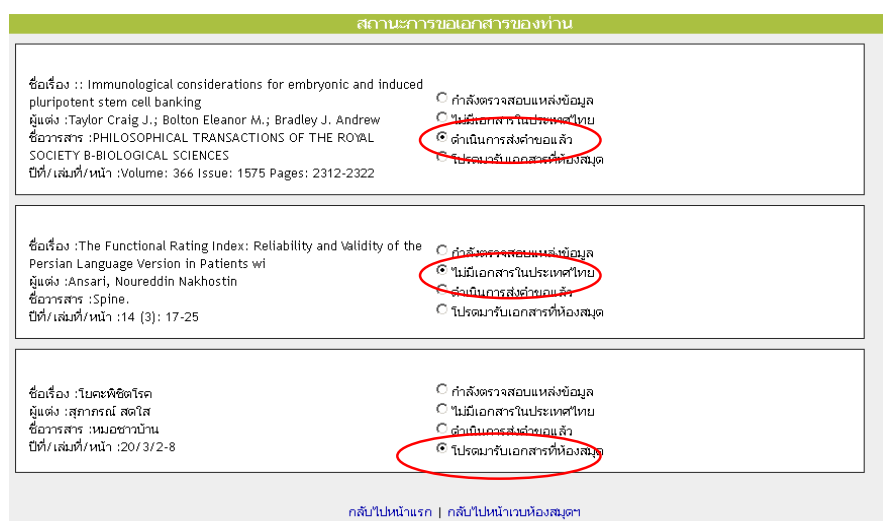 สถานะการขอเอกสารของท่าน
ชื่อเรื่อง :: Immunological considerations for embryonic and induced
pluripotent stem cell banking
ผู้แต่ง :Taylor Craig J.; Bolton Eleanor M.; Bradley J. Andrew
ชื่อวารสาร :PHILOSOPHICAL TRANSACTIONS OF THE ROYAL
SOCIETY B-BIOLOGICAL SCIENCES
ปีที่/เล่มที่/หน้า :Volume: 366 Issue: 1575 Pages: 2312-2322
กำลังตรวจสอบแหล่งข้อมูล
ไม่มีเอกสารในประเทศไทย
ดำเนินการส่งคำขอแล้ว
โปรดมารับเอกสารที่ห้องสมุด
ชื่อเรื่อง :The Functional Rating Index: Reliability and Validity of the
Persian Language Version in Patients wi
ผู้แต่ง :Ansari, Noureddin Nakhostin
ชื่อวารสาร :Spine.
ปีที่/เล่มที่/หน้า :14 (3): 17-25
กำลังตรวจสอบแหล่งข้อมูล
ไม่มีเอกสารในประเทศไทย
ดำเนินการส่งคำขอแล้ว
โปรดมารับเอกสารที่ห้องสมุด
ชื่อเรื่อง :โยคะพิชิตโรค
ผู้แต่ง :สุภาภรณ์ สดใส
ชื่อวารสาร :หมอชาวบ้าน
ปีที่/เล่มที่/หน้า :20/3/2-8
กำลังตรวจสอบแหล่งข้อมูล
ไม่มีเอกสารในประเทศไทย
ดำเนินการส่งคำขอแล้ว
โปรดมารับเอกสารที่ห้องสมุด
กลับไปหน้าแรก | กลับไปหน้าเวบห้องสมุดฯ